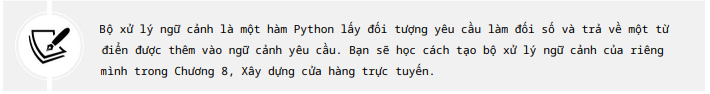 Bộ xử lý ngữ cảnh là một hàm Python lấy đối tượng yêu cầu làm đối số và trả về một từ
điển được thêm vào ngữ cảnh yêu cầu. Bạn sẽ học cách tạo bộ xử lý ngữ cảnh của riêng
mình trong Chương 8, Xây dựng cửa hàng trực tuyến.